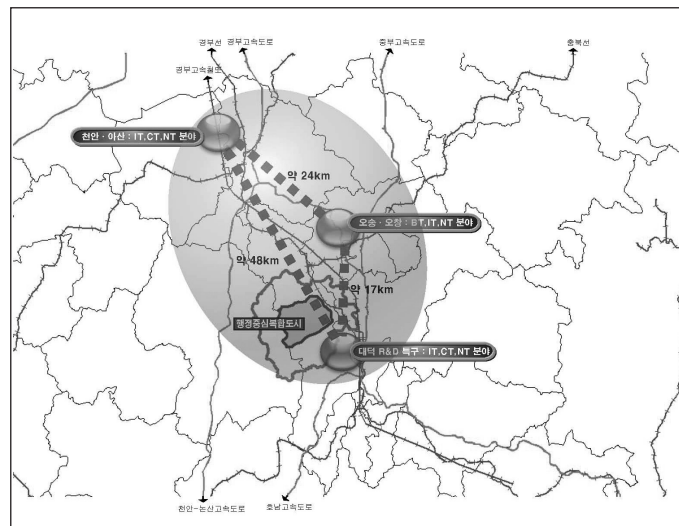 경부선
경부고속도로
중부고속도로
충북선
경부고속철도
천안 · 아산 : IT.CT.NT 분야
약 24km
오송 · 오창 : BT.IT.NT 분야
약 48km
약 17km
행정중심복합도시
대덕 R&D 특구 : IT.CT.NT 분야
천안-논산고속도로
호남고속도로